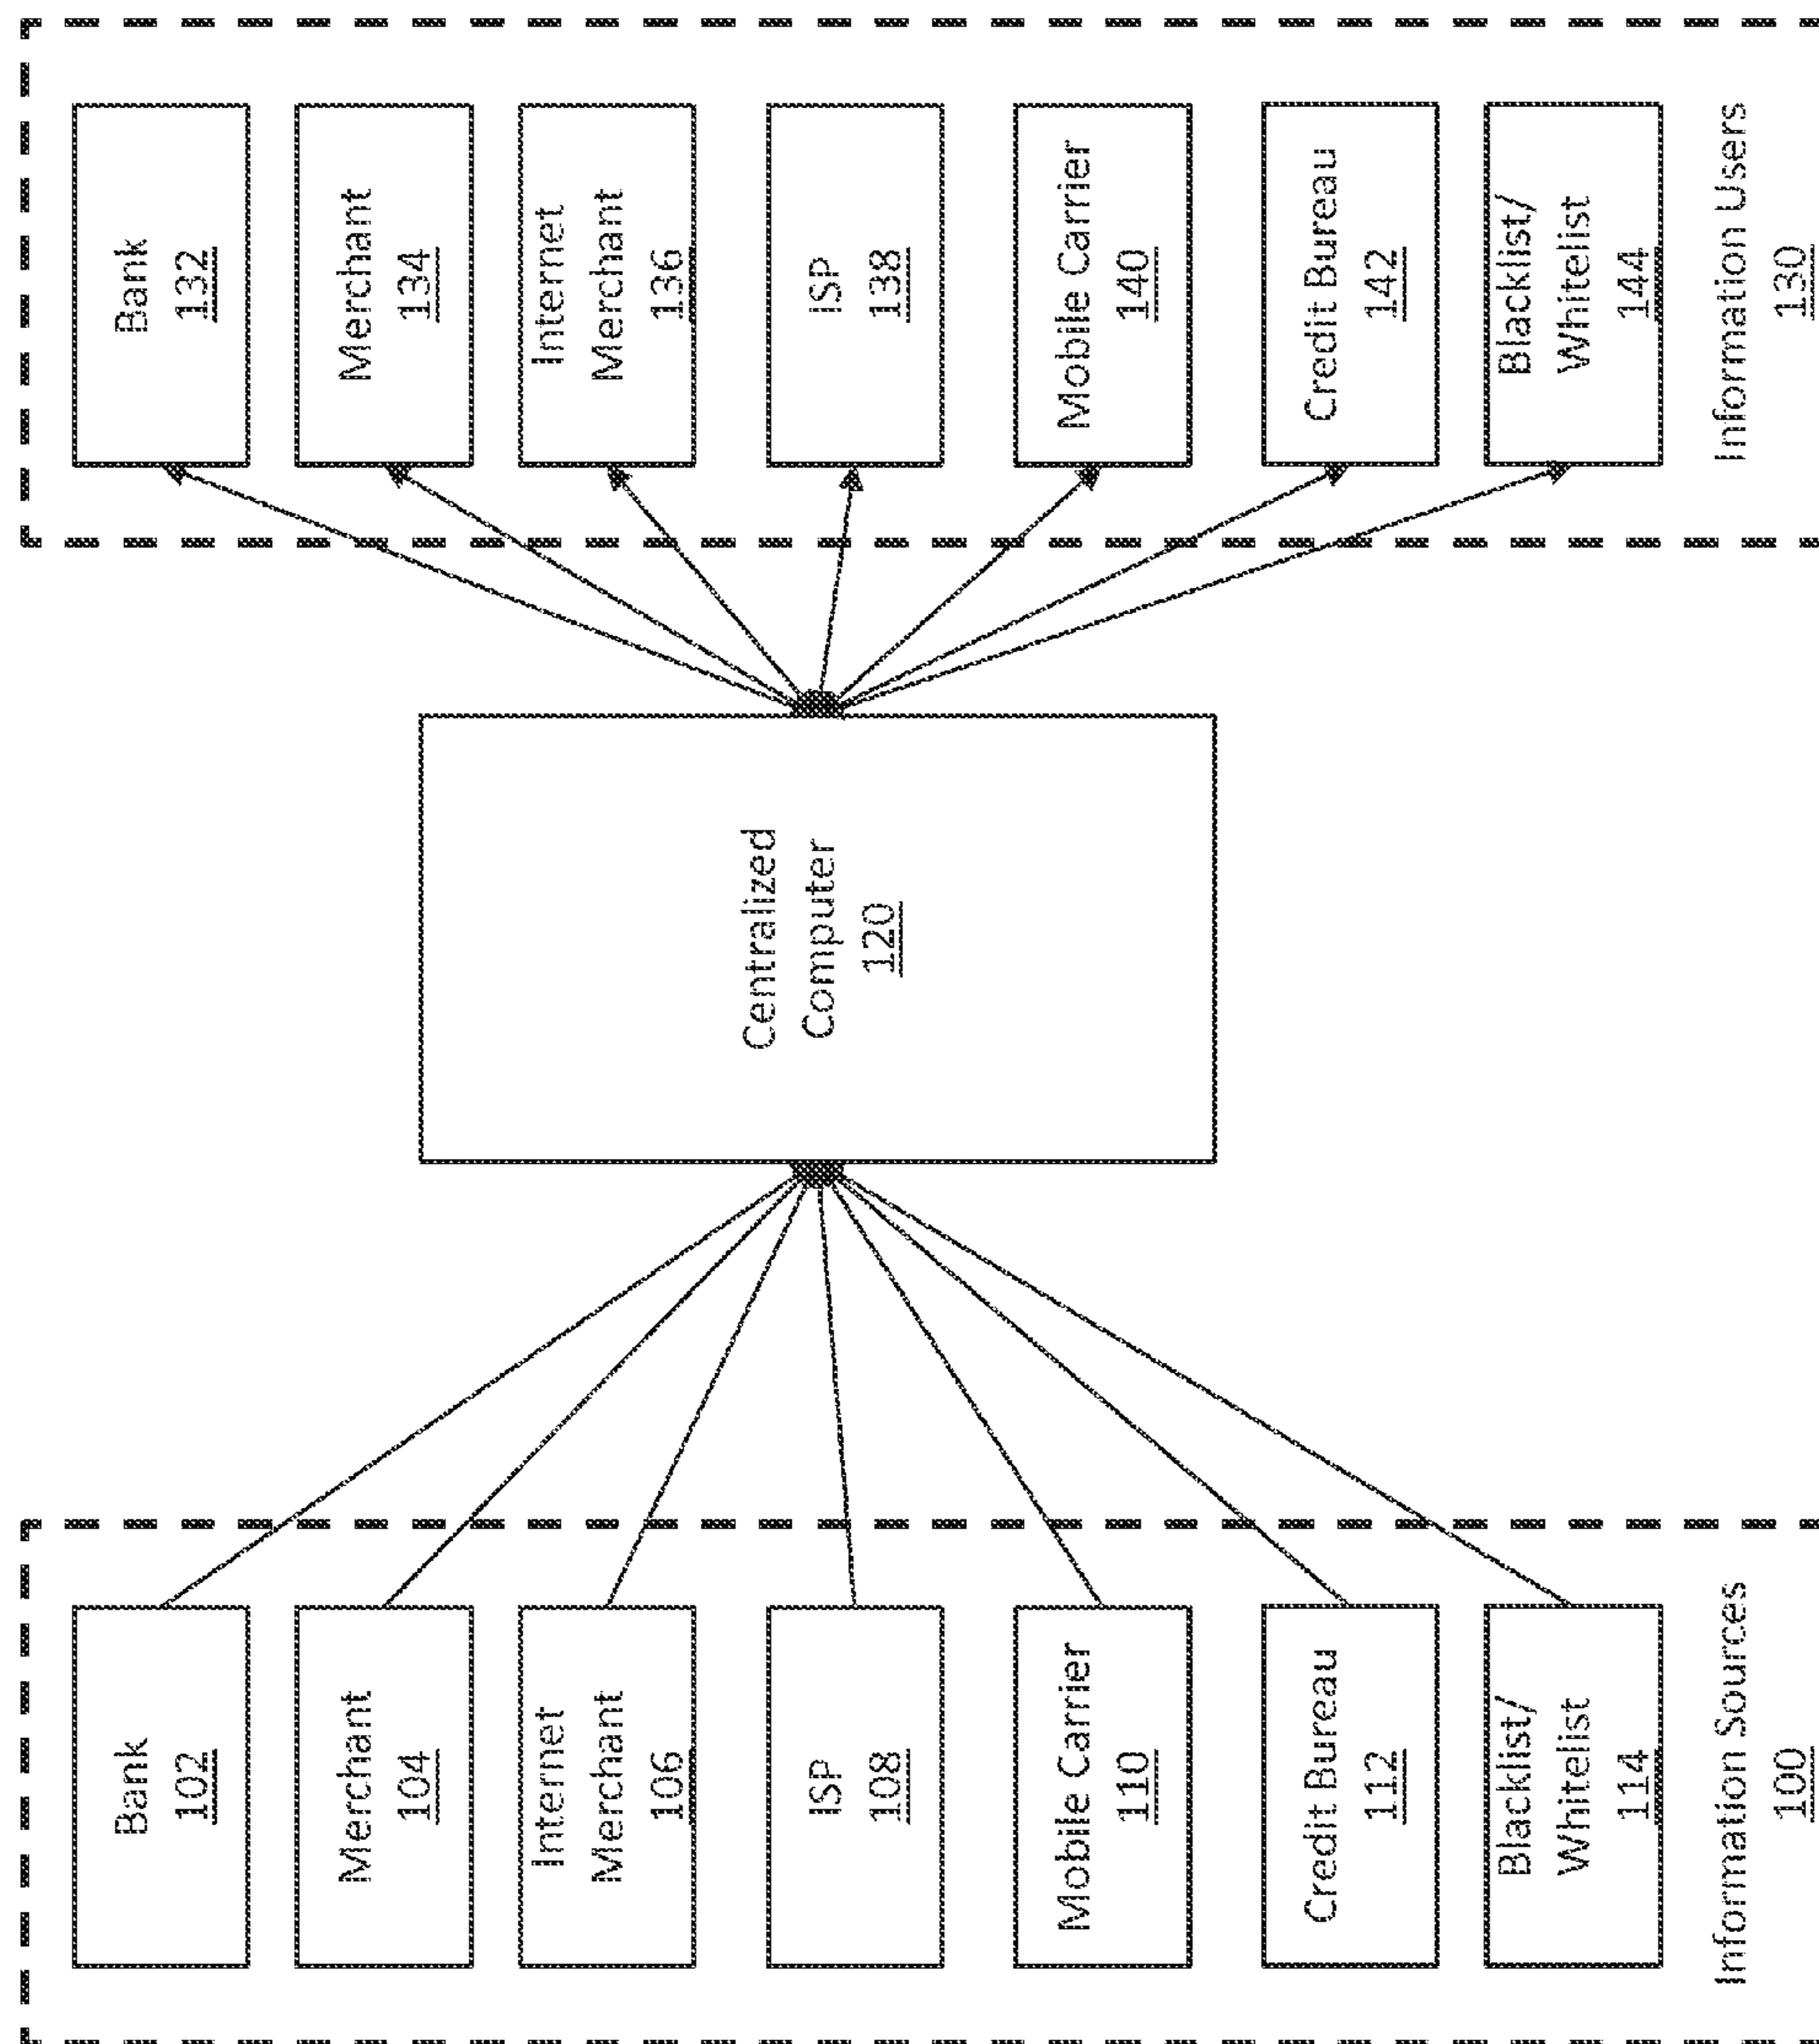 Bank
102
Merchant
104
Internet
Merchant
106
ISP
108
Mobile Carrier
110
Credit Bureau
112
Blacklist/
Whitelist
114
Information Sources
100
Centralized
Computer
120
Bank
132
Merchant
134
Internet
Merchant
136
ISP
138
Mobile Carrier
140
Credit Bureau
142
Blacklist/
Whitelist
144
Information Users
130